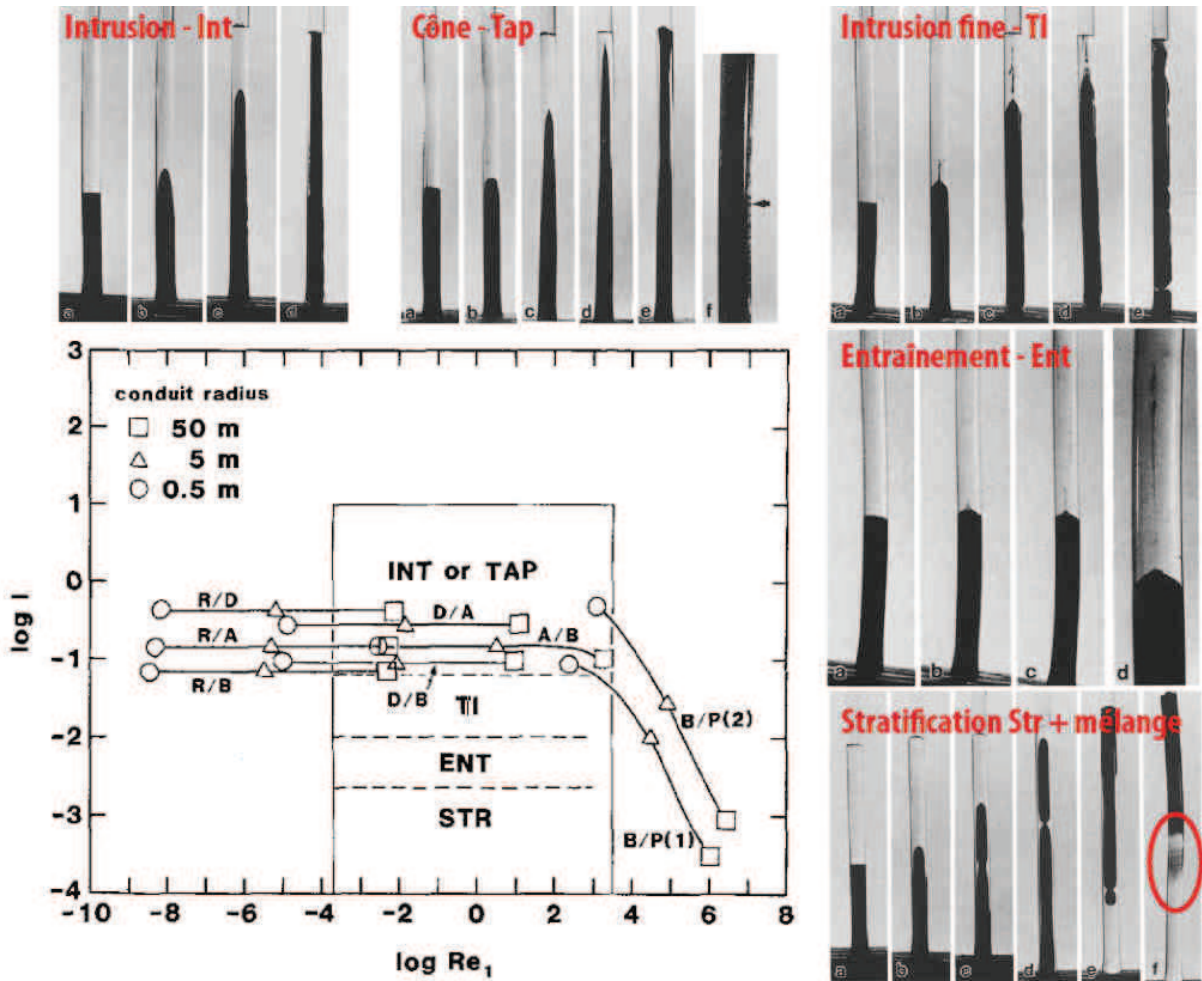 Intrusion - Int
a
b
c
d
Cône - Tap
a
b
c
d
e
f
Intrusion fine - TI
a
b
c
d
e
Entraînement - Ent
a
b
c
d
Stratification Str + mélange
a
b
c
d
e
f
log I
3
2
1
0
-1
-2
-3
-4
conduit radius
50 m
5 m
0.5 m
INT or TAP
R/D
D/A
R/A
A/B
R/B
D/B
TI
B/P(2)
ENT
STR
B/P(1)
-10
-8
-6
-4
-2
0
2
4
6
8
log Re₁